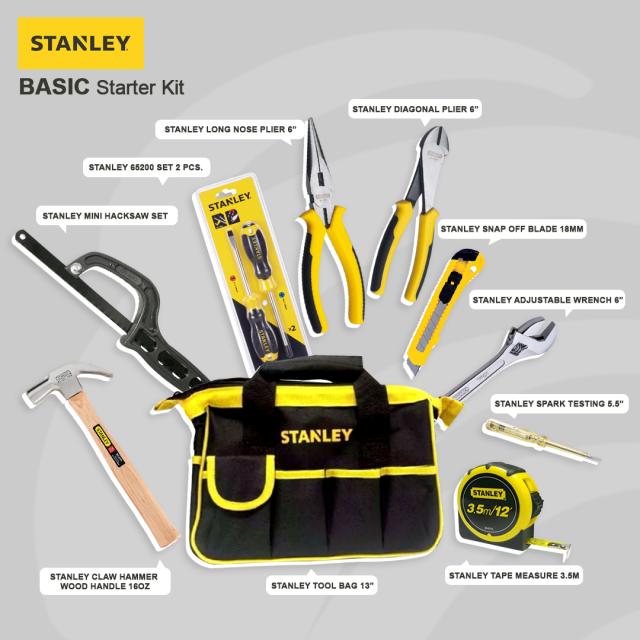 STANLEY
BASIC Starter Kit
STANLEY DIAGONAL PLIER 6"
STANLEY LONG NOSE PLIER 6"
STANLEY 65200 SET 2 PCS.
STANLEY MINI HACKSAW SET
STANLEY
x2
STANLEY SNAP OFF BLADE 18MM
STANLEY ADJUSTABLE WRENCH 6"
STANLEY SPARK TESTING 5.5"
STANLEY
STANLEY
3.5m/12'
STANLEY CLAW HAMMER
WOOD HANDLE 16OZ
STANLEY TOOL BAG 13"
STANLEY TAPE MEASURE 3.5M